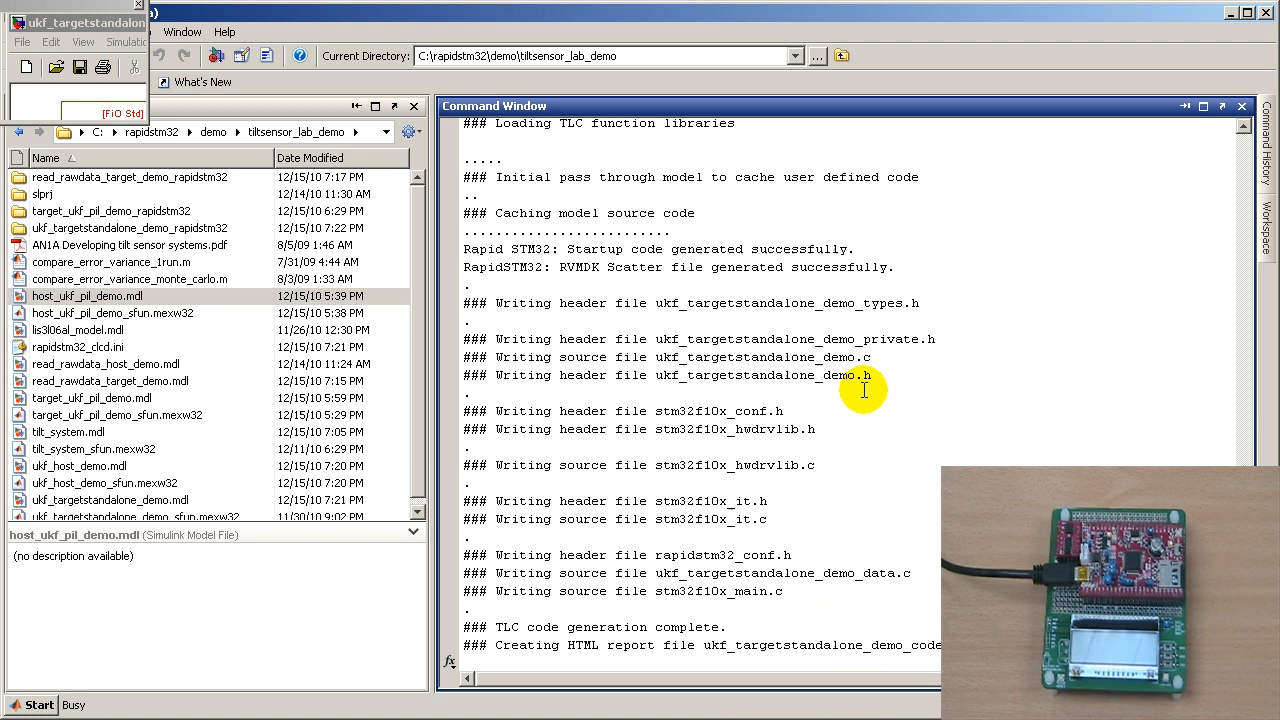 ukf_targetstandalon
a)
File Edit View Simulatio
Window Help
Current Directory: C:\rapidstm32\demo\tiltsensor_lab_demo
...
What's New
[FiO Std]
C: rapidstm32 demo tiltsensor_lab_demo
Name Date Modified
read_rawdata_target_demo_rapidstm32 12/15/10 7:17 PM
slprj 12/14/10 11:30 AM
target_ukf_pil_demo_rapidstm32 12/15/10 6:29 PM
ukf_targetstandalone_demo_rapidstm32 12/15/10 7:22 PM
AN1A Developing tilt sensor systems.pdf 8/5/09 1:46 AM
compare_error_variance_1run.m 7/31/09 4:44 AM
compare_error_variance_monte_carlo.m 8/3/09 1:33 AM
host_ukf_pil_demo.mdl 12/15/10 5:39 PM
host_ukf_pil_demo_sfun.mexw32 12/15/10 5:38 PM
lis3l06al_model.mdl 11/26/10 12:30 PM
rapidstm32_clcd.ini 12/15/10 7:21 PM
read_rawdata_host_demo.mdl 12/14/10 11:24 AM
read_rawdata_target_demo.mdl 12/15/10 7:15 PM
target_ukf_pil_demo.mdl 12/15/10 5:59 PM
target_ukf_pil_demo_sfun.mexw32 12/15/10 5:29 PM
tilt_system.mdl 12/15/10 7:03 PM
tilt_system_sfun.mexw32 12/11/10 6:29 PM
ukf_host_demo.mdl 12/15/10 7:20 PM
ukf_host_demo_sfun.mexw32 12/15/10 7:20 PM
ukf_targetstandalone_demo.mdl 12/15/10 7:21 PM
ukf_targetstandalone_demo_sfun.mexw32 11/30/10 9:02 PM
host_ukf_pil_demo.mdl (Simulink Model File)
(no description available)
Command Window
### Loading TLC function libraries
.....
### Initial pass through model to cache user defined code
..
### Caching model source code
..........................
Rapid STM32: Startup code generated successfully.
RapidSTM32: RVMDK Scatter file generated successfully.
.
### Writing header file ukf_targetstandalone_demo_types.h
.
### Writing header file ukf_targetstandalone_demo_private.h
### Writing source file ukf_targetstandalone_demo.c
### Writing header file ukf_targetstandalone_demo.h
.
### Writing header file stm32f10x_conf.h
### Writing header file stm32f10x_hwdrvlib.h
.
### Writing source file stm32f10x_hwdrvlib.c
.
### Writing header file stm32f10x_it.h
### Writing source file stm32f10x_it.c
.
### Writing header file rapidstm32_conf.h
### Writing source file ukf_targetstandalone_demo_data.c
### Writing source file stm32_main.c
.
### TLC code generation complete.
### Creating HTML report file ukf_targetstandalone_demo_code
fx
Command History
Workspace
Start Busy